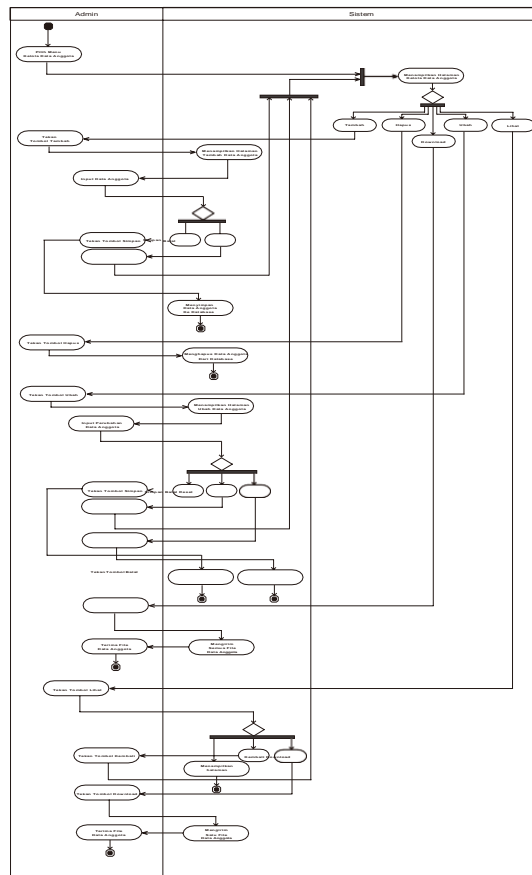 Admin
Sistem
Pilih Menu
Kelola Data Anggota
Menampilkan Halaman
Kelola Data Anggota
Tambah
Hapus
Ubah
Lihat
Download
Tekan
Tombol Tambah
Menampilkan Halaman
Tambah Data Anggota
Input Data Anggota
Tekan Tombol Simpan
Batal
Menyimpan
Data Anggota
Ke Database
Tekan Tombol Hapus
Menghapus Data Anggota
Dari Database
Tekan Tombol Ubah
Menampilkan Halaman
Ubah Data Anggota
Input Perubahan
Data Anggota
Tekan Tombol Simpan
Tekan Tombol Batal
Terima File
Data Anggota
Mengirim
Semua File
Data Anggota
Tekan Tombol Lihat
Tekan Tombol Kembali
Kembali
Download
Menampilkan
Halaman
Tekan Tombol Download
Terima File
Data Anggota
Mengirim
Satu File
Data Anggota